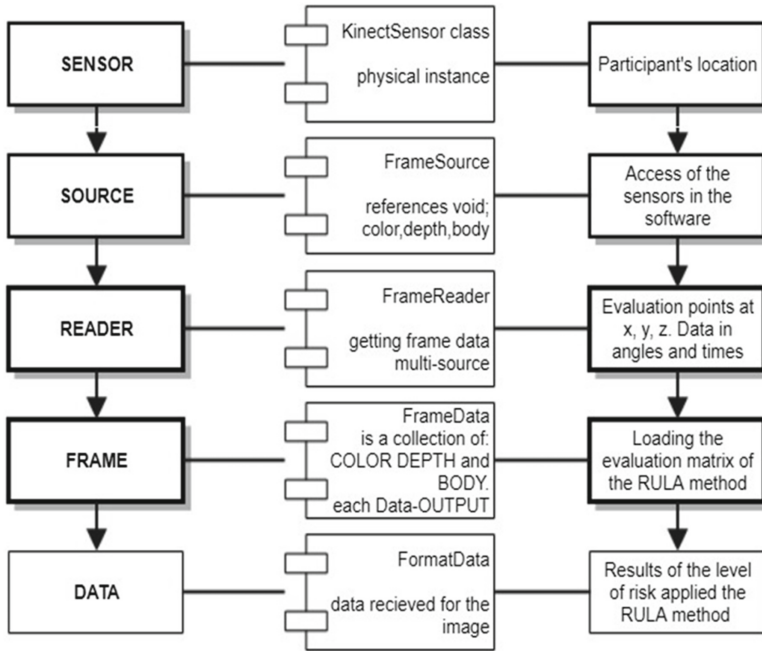 SENSOR
KinectSensor class
physical instance
Participant's location
SOURCE
FrameSource
references void;
color,depth,body
Access of the
sensors in the
software
READER
FrameReader
getting frame data
multi-source
Evaluation points at
x, y, z. Data in
angles and times
FRAME
FrameData
is a collection of:
COLOR DEPTH and
BODY.
each Data-OUTPUT
Loading the
evaluation matrix of
the RULA method
DATA
FormatData
data recieved for the
image
Results of the level
of risk applied the
RULA method